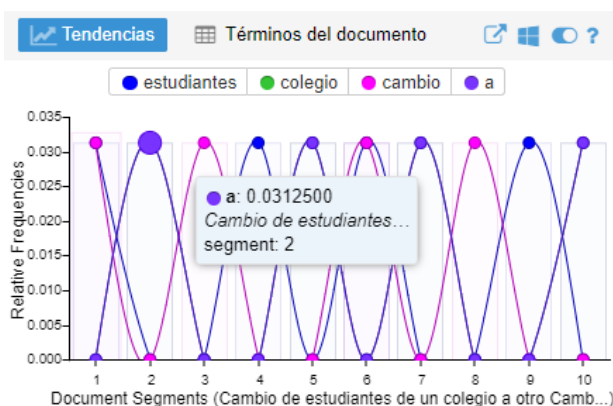 Tendencias Términos del documento ?
estudiantes colegio cambio a
0.035
0.030
0.025
0.020
0.015
0.010
0.005
0.000
Relative Frequencies
a: 0.0312500
Cambio de estudiantes...
segment: 2
1 2 3 4 5 6 7 8 9 10
Document Segments (Cambio de estudiantes de un colegio a otro Camb...)